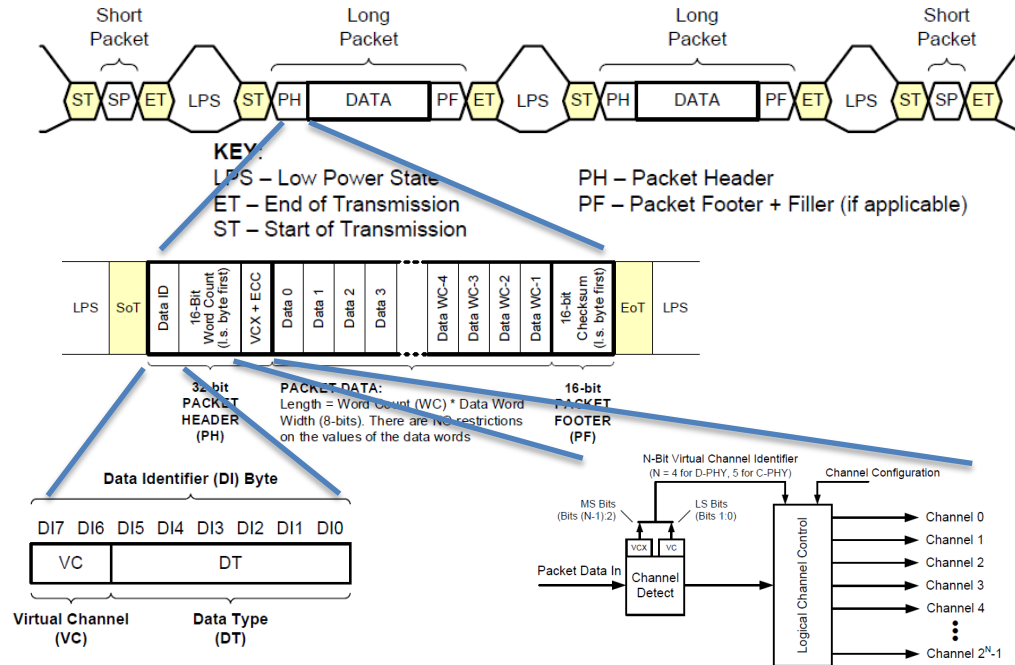 Short
Packet
Long
Packet
Long
Packet
Short
Packet
ST SP ET LPS ST PH DATA PF ET LPS ST PH DATA PF ET LPS ST SP ET
KEY:
LPS – Low Power State
ET – End of Transmission
ST – Start of Transmission
PH – Packet Header
PF – Packet Footer + Filler (if applicable)
LPS
SoT
Data ID
16-Bit
Word Count
(l.s. byte first)
VCX + ECC
Data 0
Data 1
Data 2
Data 3
Data WC-4
Data WC-3
Data WC-2
Data WC-1
16-bit
Checksum
(l.s. byte first)
EoT
LPS
32-bit
PACKET
HEADER
(PH)
PACKET DATA:
Length = Word Count (WC) * Data Word
Width (8-bits). There are NO restrictions
on the values of the data words
16-bit
PACKET
FOOTER
(PF)
Data Identifier (DI) Byte
DI7 DI6 DI5 DI4 DI3 DI2 DI1 DI0
VC DT
Virtual Channel
(VC)
Data Type
(DT)
N-Bit Virtual Channel Identifier
(N = 4 for D-PHY, 5 for C-PHY)
Channel Configuration
MS Bits
(Bits (N-1):2)
LS Bits
(Bits 1:0)
VCX VC
Packet Data In
Channel
Detect
Logical Channel Control
Channel 0
Channel 1
Channel 2
Channel 3
Channel 4
Channel 2^N-1